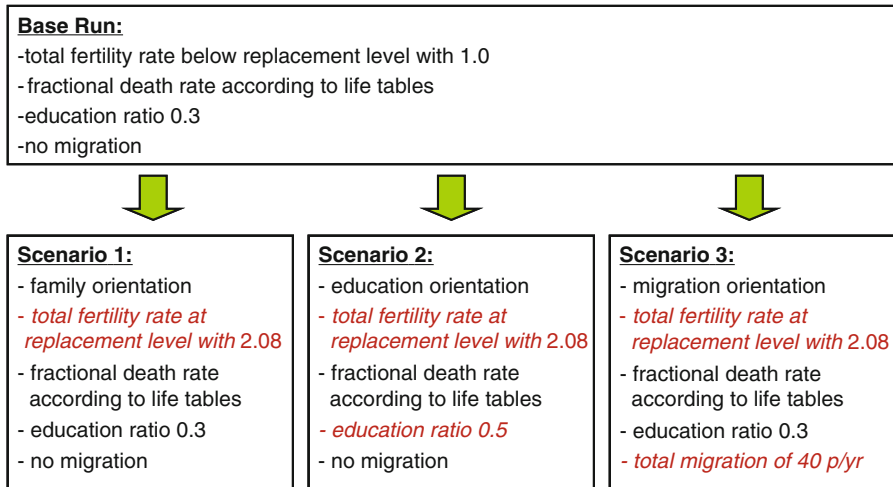 Base Run:
-total fertility rate below replacement level with 1.0
-fractional death rate according to life tables
-education ratio 0.3
-no migration
Scenario 1:
- family orientation
- total fertility rate at
replacement level with 2.08
- fractional death rate
according to life tables
- education ratio 0.3
- no migration
Scenario 2:
- education orientation
- total fertility rate at
replacement level with 2.08
- fractional death rate
according to life tables
- education ratio 0.5
- no migration
Scenario 3:
- migration orientation
- total fertility rate at
replacement level with 2.08
- fractional death rate
according to life tables
- education ratio 0.3
- total migration of 40 p/yr